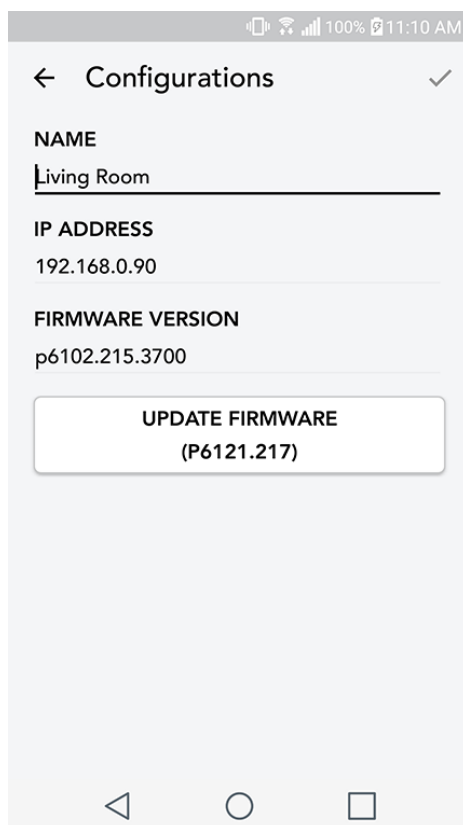 100% 11:10 AM
Configurations
NAME
Living Room
IP ADDRESS
192.168.0.90
FIRMWARE VERSION
p6102.215.3700
UPDATE FIRMWARE
(P6121.217)